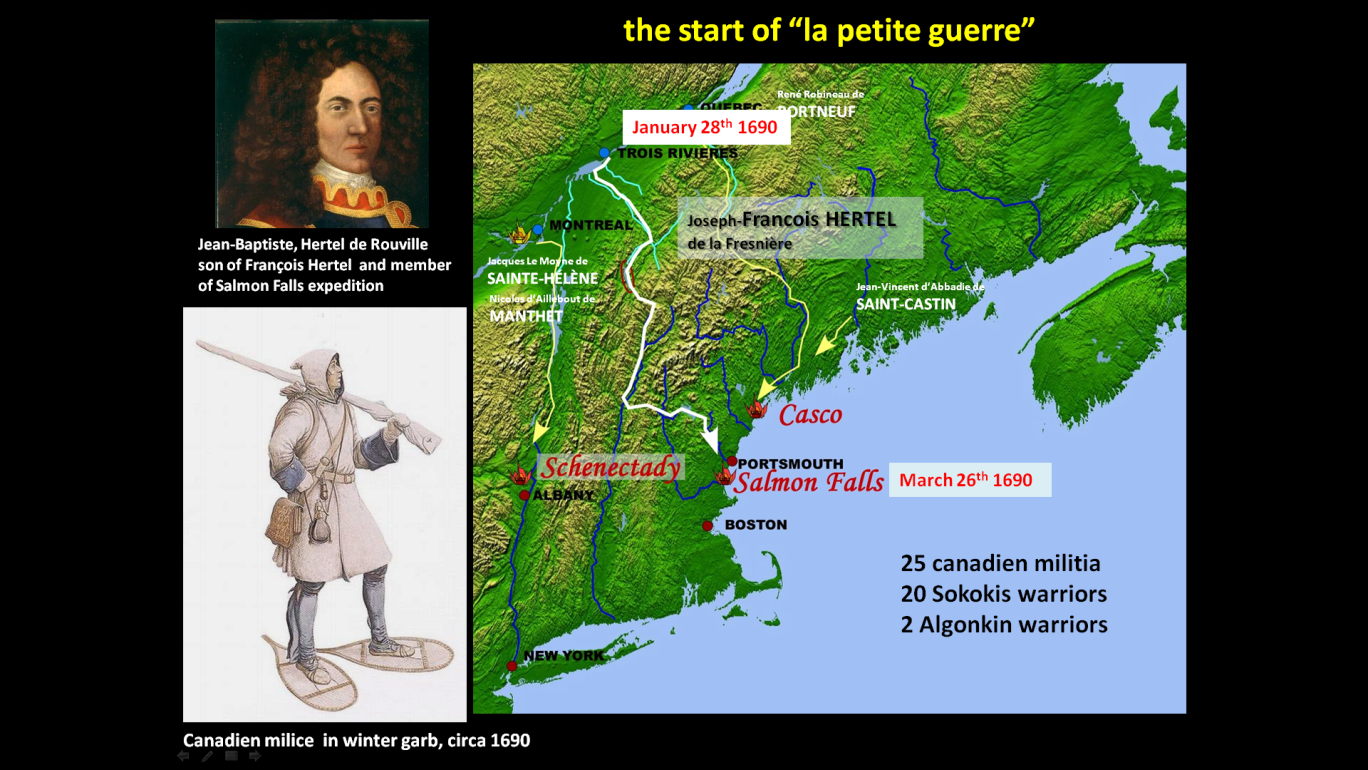 the start of “la petite guerre”
Jean-Baptiste, Hertel de Rouville
son of François Hertel and member
of Salmon Falls expedition
Canadien milice in winter garb, circa 1690
René Robineau de
PORTNEUF
QUEBEC
January 28th 1690
TROIS RIVIERES
Joseph-Francois HERTEL
de la Fresnière
MONTREAL
Jacques Le Moyne de
SAINTE-HÉLÈNE
Nicolas d’Aillebout de
MANTHET
Jean-Vincent d’Abbadie de
SAINT-CASTIN
Casco
Schenectady
PORTSMOUTH
Salmon Falls
March 26th 1690
ALBANY
BOSTON
25 canadien militia
20 Sokokis warriors
2 Algonkin warriors
NEW YORK